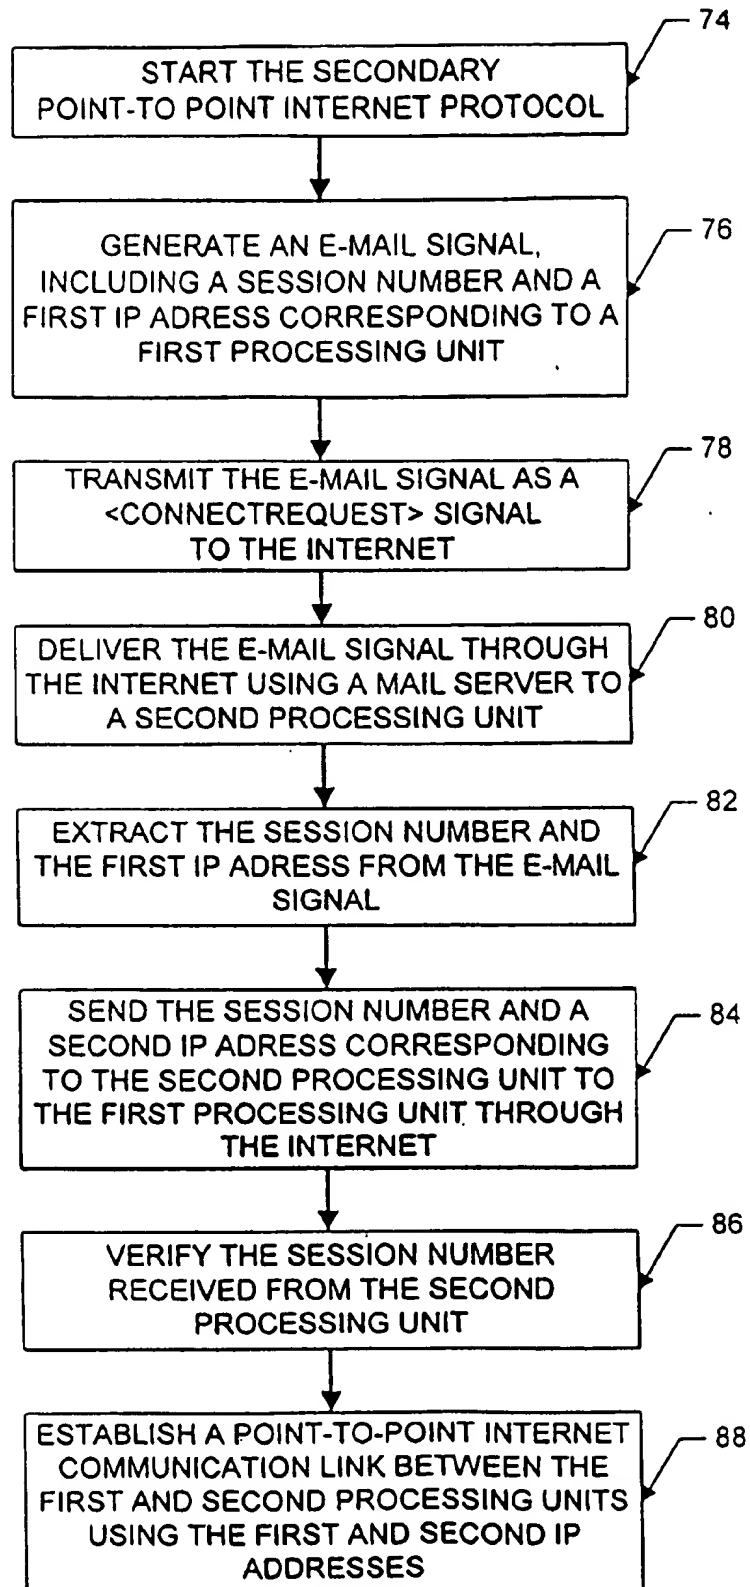 74
START THE SECONDARY
POINT-TO POINT INTERNET PROTOCOL
76
GENERATE AN E-MAIL SIGNAL,
INCLUDING A SESSION NUMBER AND A
FIRST IP ADRESS CORRESPONDING TO A
FIRST PROCESSING UNIT
78
TRANSMIT THE E-MAIL SIGNAL AS A
<CONNECTREQUEST> SIGNAL
TO THE INTERNET
80
DELIVER THE E-MAIL SIGNAL THROUGH
THE INTERNET USING A MAIL SERVER TO
A SECOND PROCESSING UNIT
82
EXTRACT THE SESSION NUMBER AND
THE FIRST IP ADRESS FROM THE E-MAIL
SIGNAL
84
SEND THE SESSION NUMBER AND A
SECOND IP ADRESS CORRESPONDING
TO THE SECOND PROCESSING UNIT TO
THE FIRST PROCESSING UNIT THROUGH
THE INTERNET
86
VERIFY THE SESSION NUMBER
RECEIVED FROM THE SECOND
PROCESSING UNIT
88
ESTABLISH A POINT-TO-POINT INTERNET
COMMUNICATION LINK BETWEEN THE
FIRST AND SECOND PROCESSING UNITS
USING THE FIRST AND SECOND IP
ADDRESSES